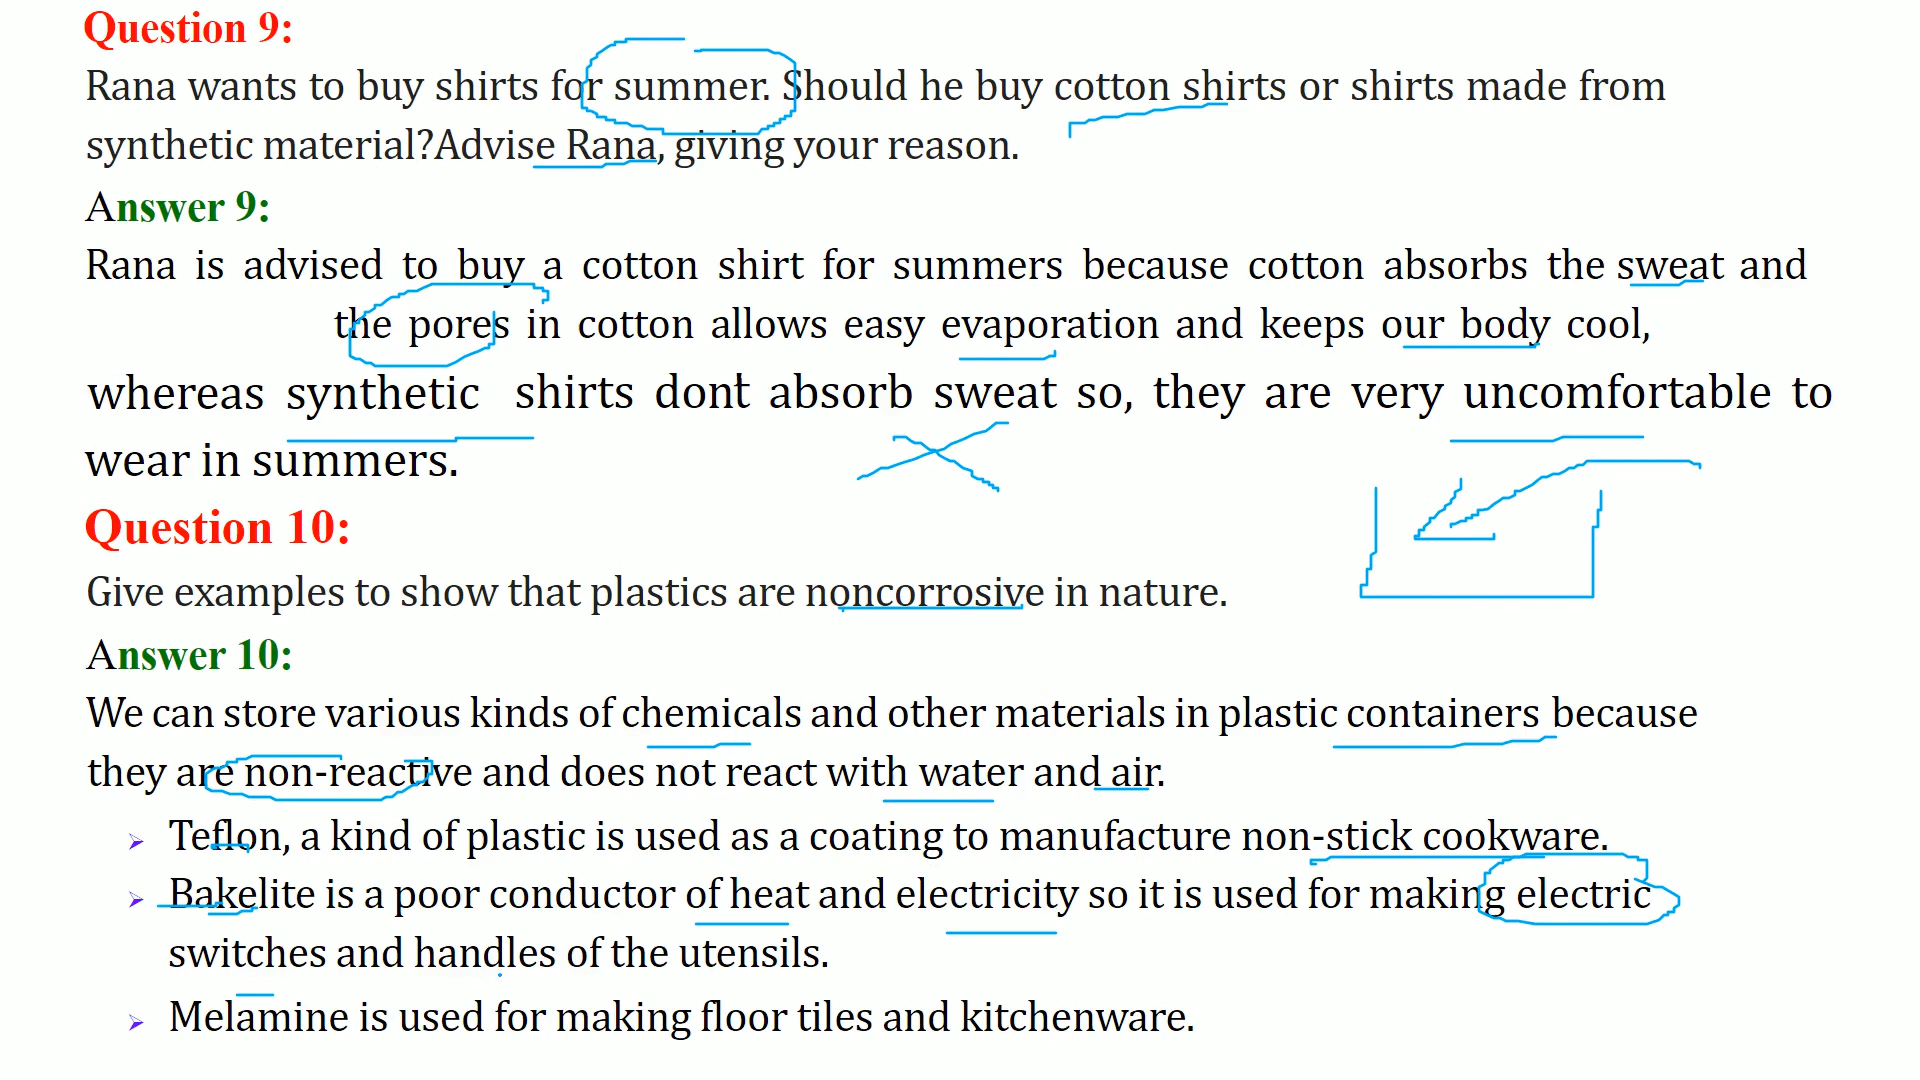 Question 9:
Rana wants to buy shirts for summer. Should he buy cotton shirts or shirts made from
synthetic material?Advise Rana, giving your reason.
Answer 9:
Rana is advised to buy a cotton shirt for summers because cotton absorbs the sweat and
the pores in cotton allows easy evaporation and keeps our body cool,
whereas synthetic shirts dont absorb sweat so, they are very uncomfortable to
wear in summers.
Question 10:
Give examples to show that plastics are noncorrosive in nature.
Answer 10:
We can store various kinds of chemicals and other materials in plastic containers because
they are non-reactive and does not react with water and air.
➢ Teflon, a kind of plastic is used as a coating to manufacture non-stick cookware.
➢ Bakelite is a poor conductor of heat and electricity so it is used for making electric
switches and handles of the utensils.
➢ Melamine is used for making floor tiles and kitchenware.